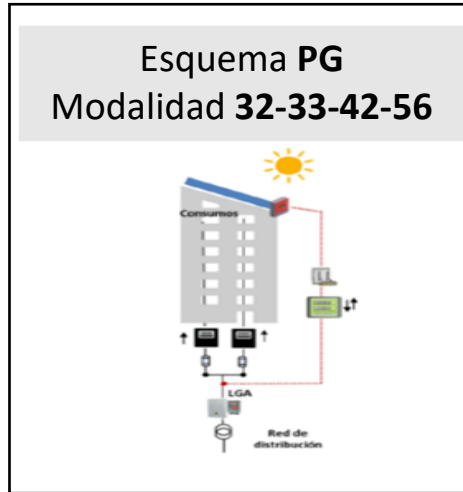 Esquema PG
Modalidad 32-33-42-56
Consumos
LGA
Red de
distribución